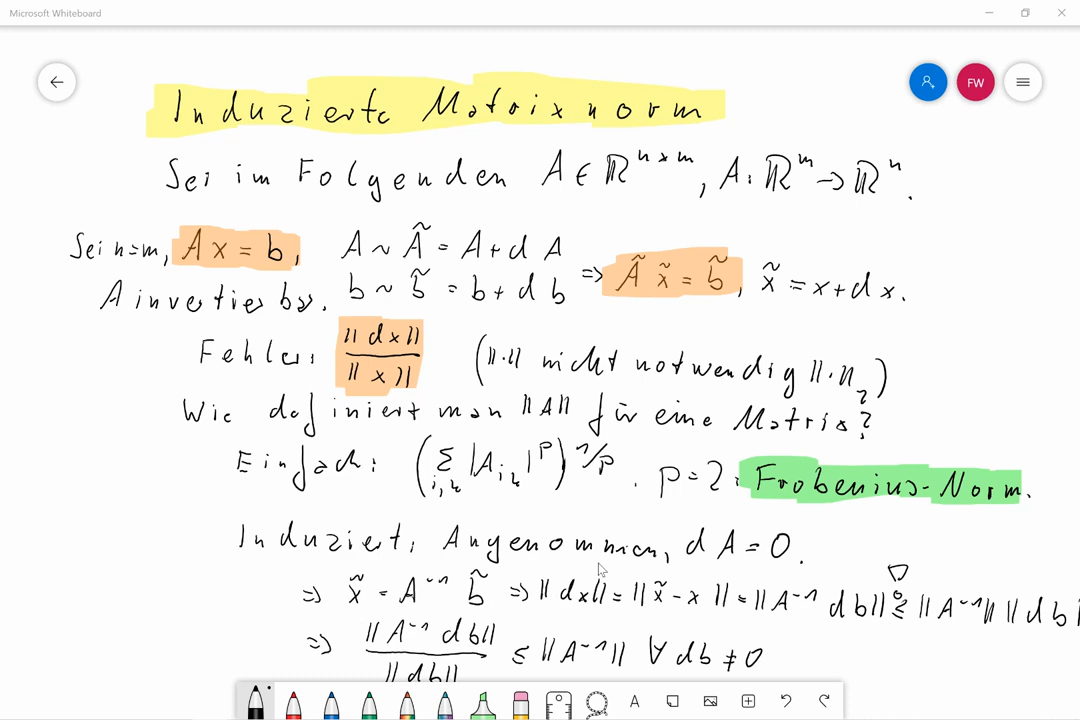 Microsoft Whiteboard
FW
Induzierte Matrixnorm
Sei im Folgenden A ∈ ℝ^{n×m}, A: ℝ^m → ℝ^n.
Sei n=m, Ax = b, A ~ Ã = A + d A
A invertierbar. b ~ b̃ = b + d b ⇒ Ã x̃ = b̃, x̃ = x + dx.
Fehler: ||dx|| / ||x|| (||·|| nicht notwendig ||·||₂)
Wie definiert man ||A|| für eine Matrix?
Einfach: (Σ_{i,k} |A_{ik}|^p)^{1/p}. p=2: Frobenius-Norm.
Induziert: Angenommen, dA = 0.
⇒ x̃ = A^{-1} b̃ ⇒ ||dx|| = ||x̃ - x|| = ||A^{-1} db|| ≤ ||A^{-1}|| ||db|
⇒ ||A^{-1} db|| / ||db|| ≤ ||A^{-1}|| ∀ db ≠ 0
A